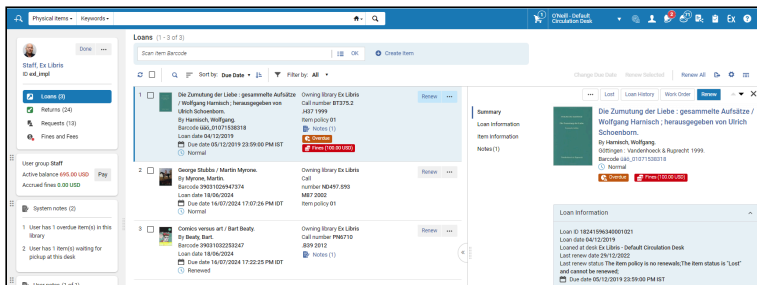 Physical items Keywords
O'Neill - Default
Circulation Desk
Ex
Done
Staff, Ex Libris
ID exl_impl
Loans (3)
Returns (24)
Requests (13)
Fines and Fees
User group Staff
Active balance 695.00 USD
Pay
Accrued fines 0.00 USD
System notes (2)
1 User has 1 overdue item(s) in this
library
2 User has 1 item(s) waiting for
pickup at this desk
Loans (1 - 3 of 3)
Scan item Barcode
OK
Create Item
Sort by: Due Date
Filter by: All
Change Due Date Renew Selected Renew All
1
Die Zumutung der Liebe : gesammelte Aufsätze
/ Wolfgang Harnisch ; herausgegeben von
Ulrich Schoenborn.
By Harnisch, Wolfgang.
Barcode üäö_01071538318
Loan date 04/12/2019
Due date 05/12/2019 23:59:00 PM IST
Normal
Owning library Ex Libris
Call number BT375.2
.H37 1999
Item policy 01
Notes (1)
Overdue
Fines (100.00 USD)
Renew
2
George Stubbs / Martin Myrone.
By Myrone, Martin.
Barcode 39031026947374
Loan date 18/06/2024
Due date 16/07/2024 17:07:26 PM IDT
Normal
Owning library Ex Libris
Call
number ND497.S93
M87 2002
Item policy 01
Renew
3
Comics versus art / Bart Beaty.
By Beaty, Bart.
Barcode 39031032253247
Loan date 18/06/2024
Due date 16/07/2024 17:22:25 PM IDT
Renewed
Owning library Ex Libris
Call number PN6710
.B39 2012
Notes (1)
Renew
Lost Loan History Work Order Renew
Summary
Loan Information
Item Information
Notes (1)
Die Zumutung der Liebe : gesammelte Aufsätze /
Wolfgang Harnisch ; herausgegeben von Ulrich
Schoenborn.
By Harnisch, Wolfgang.
Göttingen : Vandenhoeck & Ruprecht 1999.
Barcode üäö_01071538318
Normal
Overdue
Fines (100.00 USD)
Loan Information
Loan ID 18241596340001021
Loan date 04/12/2019
Loaned at desk Ex Libris - Default Circulation Desk
Last renew date 29/12/2022
Last renew status The item policy is no renewals;The item status is "Lost"
and cannot be renewed;
Due date 05/12/2019 23:59:00 PM IST